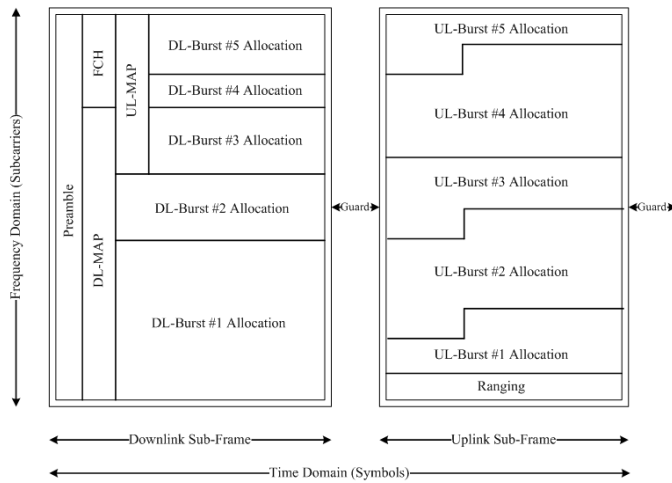 Frequency Domain (Subcarriers)
Preamble
FCH
DL-MAP
UL-MAP
DL-Burst #5 Allocation
DL-Burst #4 Allocation
DL-Burst #3 Allocation
DL-Burst #2 Allocation
DL-Burst #1 Allocation
Guard
UL-Burst #5 Allocation
UL-Burst #4 Allocation
UL-Burst #3 Allocation
UL-Burst #2 Allocation
UL-Burst #1 Allocation
Ranging
Guard
Downlink Sub-Frame
Uplink Sub-Frame
Time Domain (Symbols)